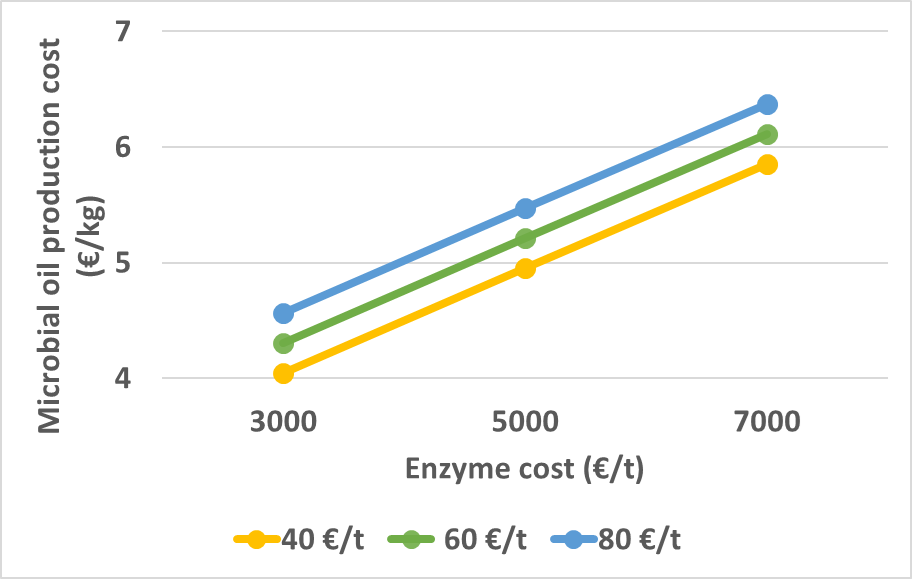 7
6
5
4
Microbial oil production cost
(€/kg)
3000 5000 7000
Enzyme cost (€/t)
40 €/t 60 €/t 80 €/t